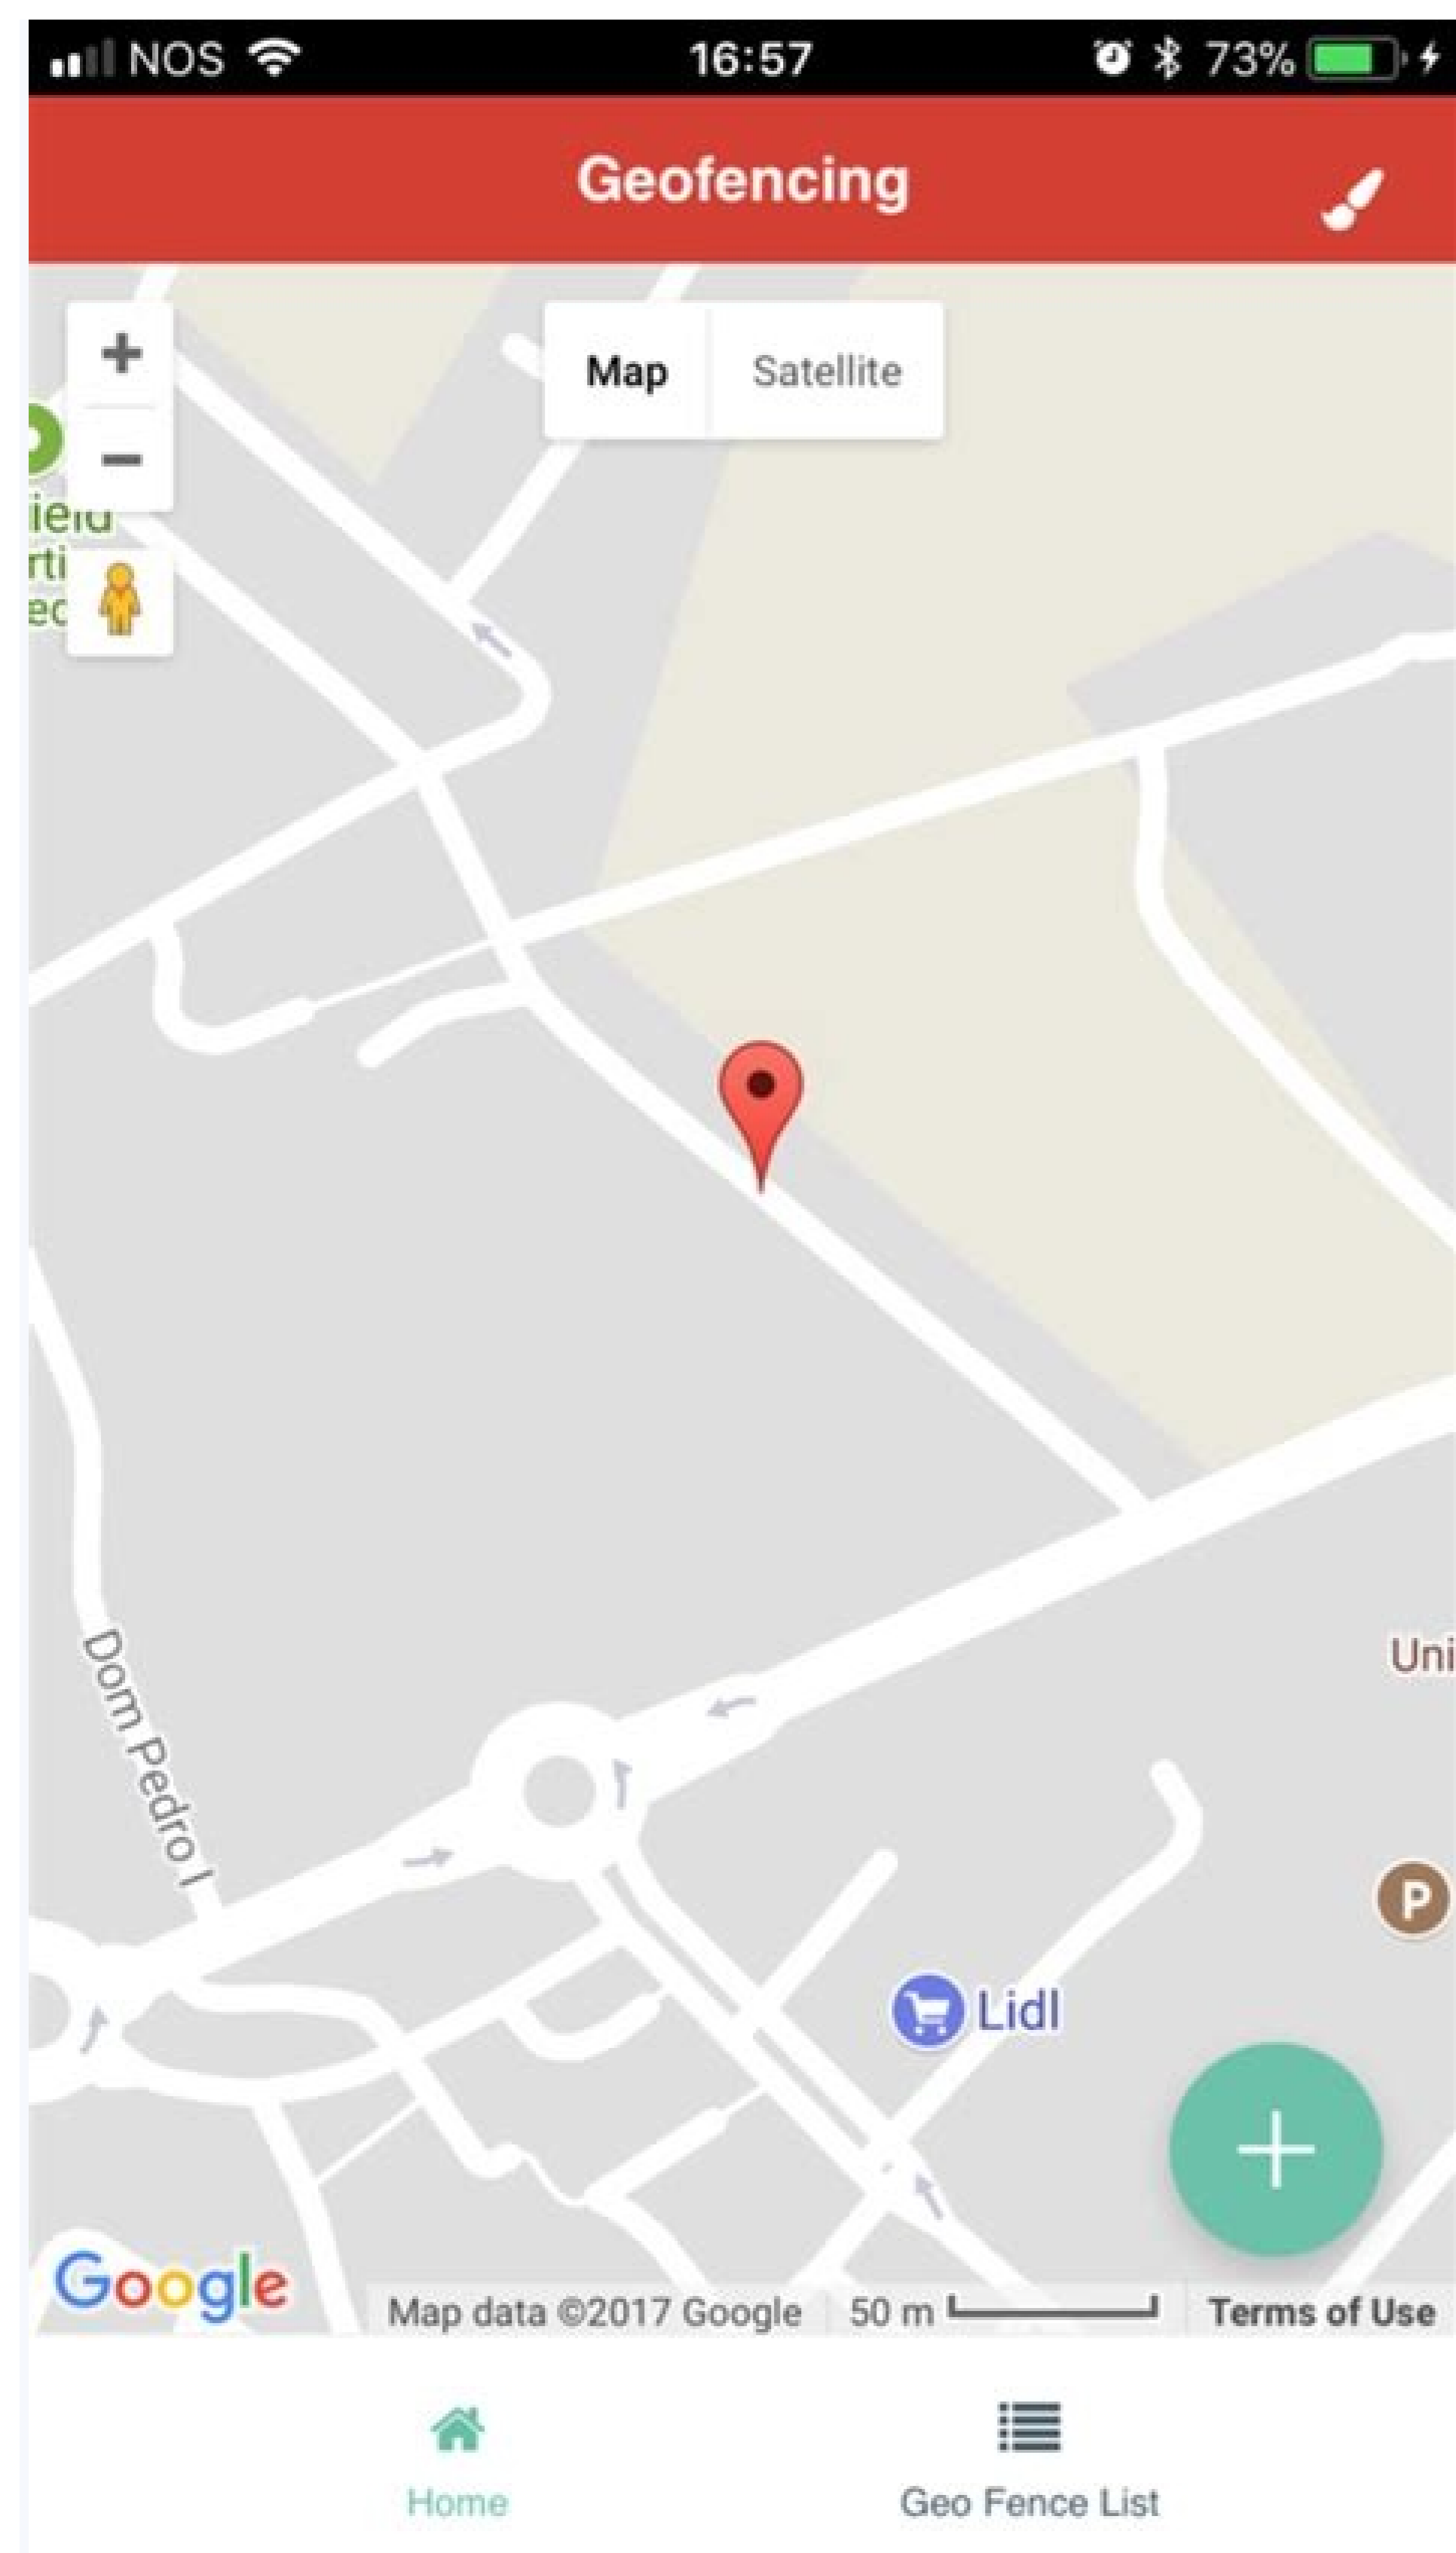 NOS 16:57 73%
Geofencing
Map Satellite
Dom Pedro I
Uni
P
Lidl
Google
Map data ©2017 Google 50 m Terms of Use
Home Geo Fence List